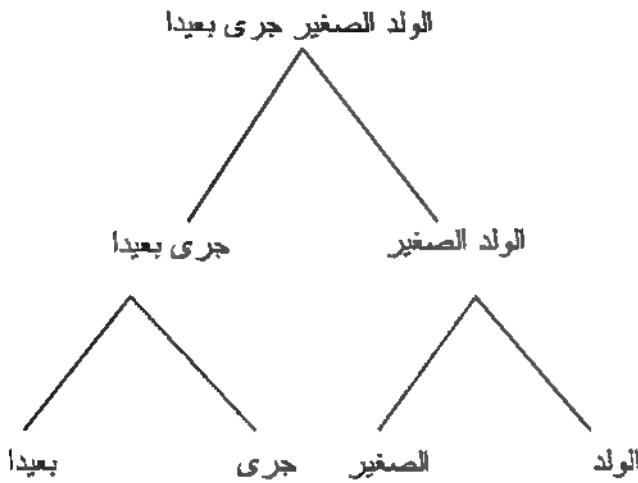 الولد الصغير جرى بعيدا
الولد الصغير
جرى بعيدا
الولد
الصغير
جرى
بعيدا